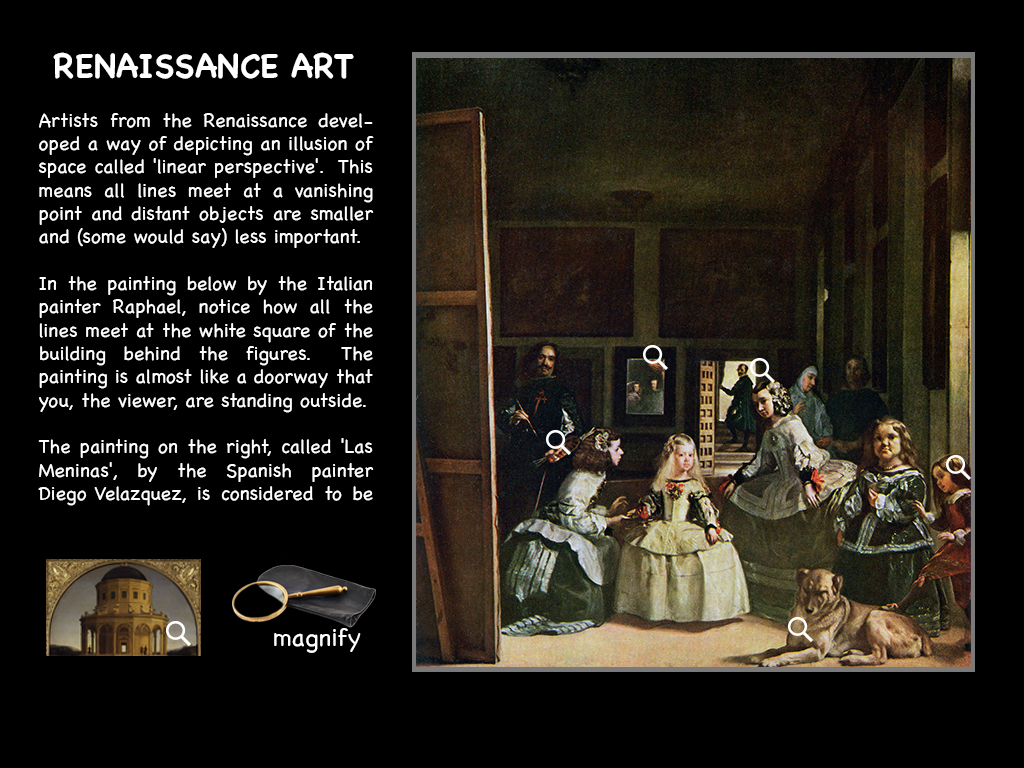 RENAISSANCE ART
Artists from the Renaissance devel-
oped a way of depicting an illusion of
space called 'linear perspective'. This
means all lines meet at a vanishing
point and distant objects are smaller
and (some would say) less important.
In the painting below by the Italian
painter Raphael, notice how all the
lines meet at the white square of the
building behind the figures. The
painting is almost like a doorway that
you, the viewer, are standing outside.
The painting on the right, called 'Las
Meninas', by the Spanish painter
Diego Velazquez, is considered to be
magnify